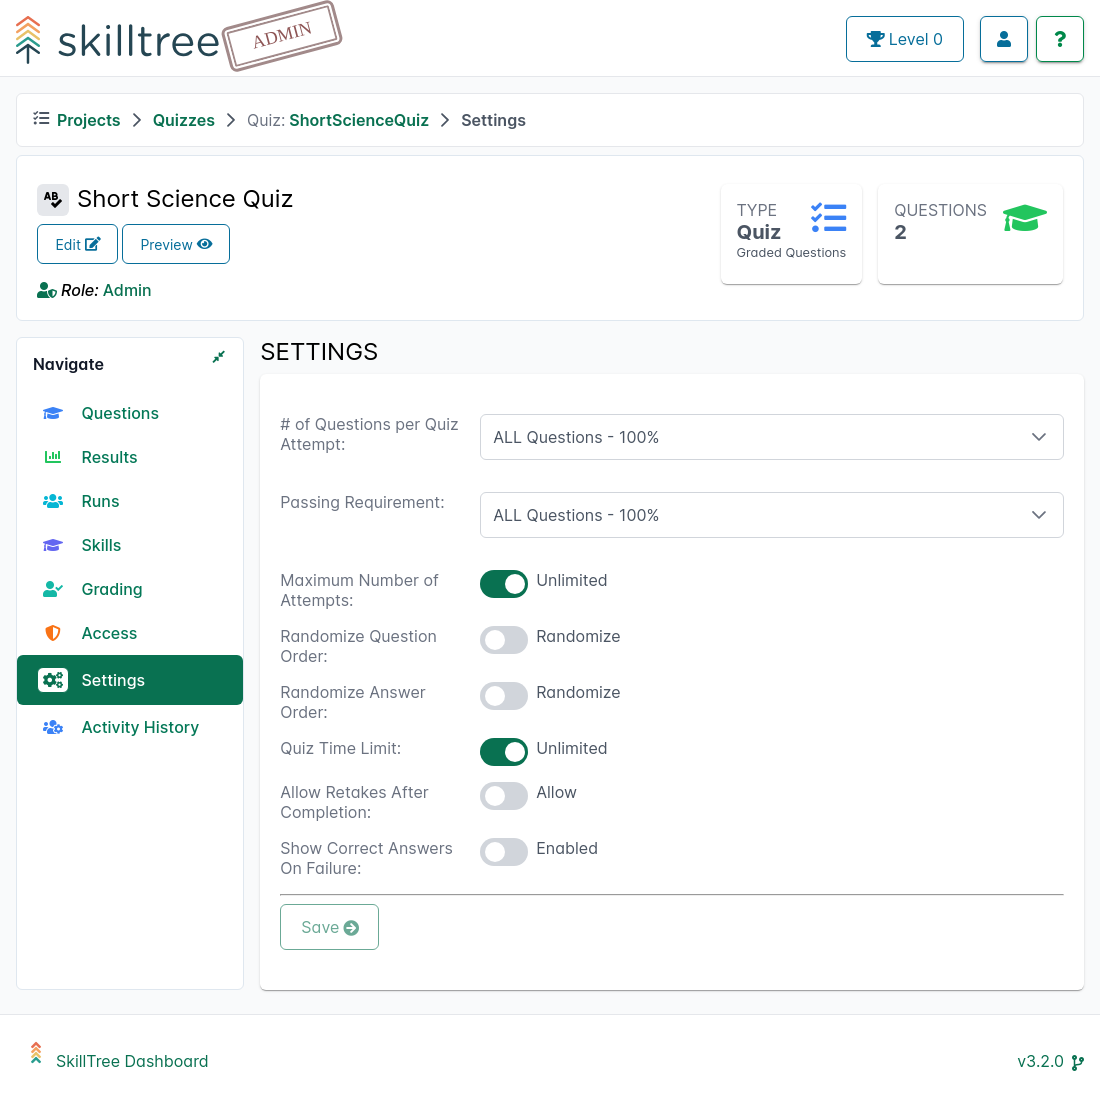 skilltree
ADMIN
Level 0
?
Projects
Quizzes
Quiz: ShortScienceQuiz
Settings
AB
Short Science Quiz
Edit
Preview
Role: Admin
TYPE
Quiz
Graded Questions
QUESTIONS
2
Navigate
Questions
Results
Runs
Skills
Grading
Access
Settings
Activity History
SETTINGS
# of Questions per Quiz
Attempt:
ALL Questions - 100%
Passing Requirement:
ALL Questions - 100%
Maximum Number of
Attempts:
Unlimited
Randomize Question
Order:
Randomize
Randomize Answer
Order:
Randomize
Quiz Time Limit:
Unlimited
Allow Retakes After
Completion:
Allow
Show Correct Answers
On Failure:
Enabled
Save
SkillTree Dashboard
v3.2.0